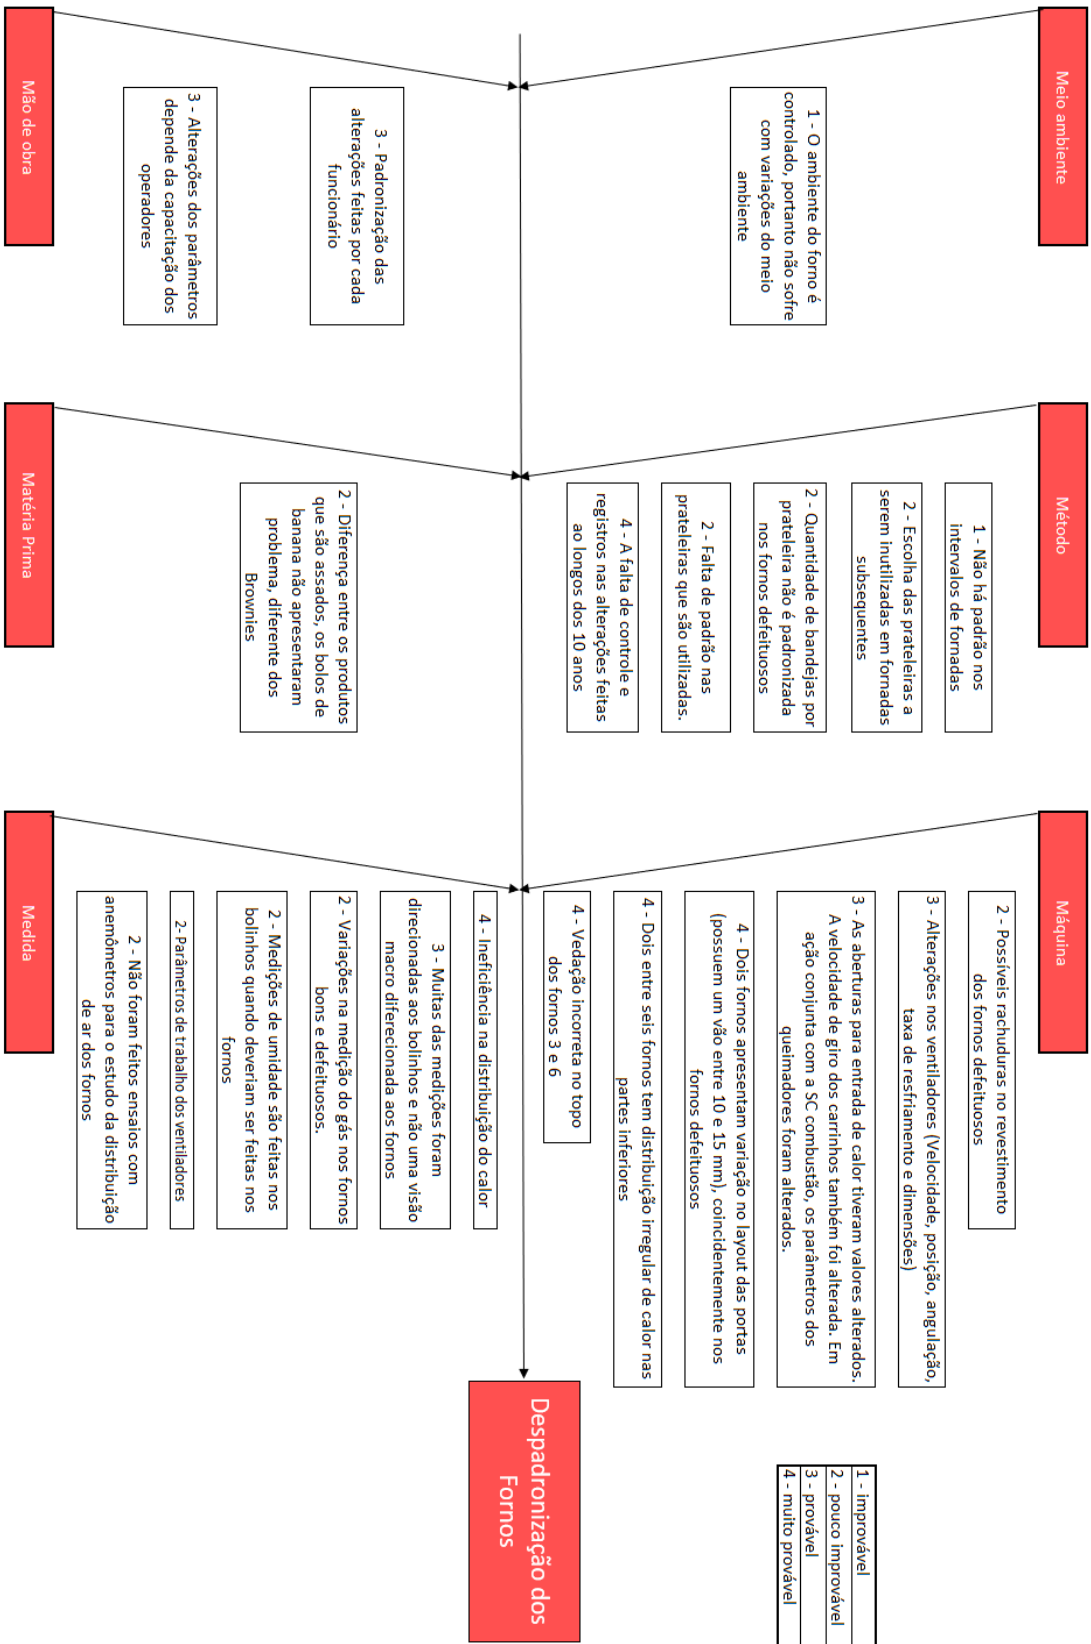 Meio ambiente
1 - O ambiente do forno é
controlado, portanto não sofre
com variações do meio
ambiente
Método
1 - Não há padrão nos
intervalos de fornadas
2 - Escolha das prateleiras a
serem inutilizadas em fornadas
subsequentes
2 - Quantidade de bandejas por
prateleira não é padronizada
nos fornos defeituosos
2 - Falta de padrão nas
prateleiras que são utilizadas.
4 - A falta de controle e
registros nas alterações feitas
ao longos dos 10 anos
Máquina
2 - Possíveis rachuduras no revestimento
dos fornos defeituosos
3 - Alterações nos ventiladores (Velocidade, posição, angulação,
taxa de resfriamento e dimensões)
3 - As aberturas para entrada de calor tiveram valores alterados.
A velocidade de giro dos carrinhos também foi alterada. Em
ação conjunta com a SC combustão, os parâmetros dos
queimadores foram alterados.
4 - Dois fornos apresentam variação no layout das portas
(possuem um vão entre 10 e 15 mm), coincidentemente nos
fornos defeituosos
4 - Dois entre seis fornos tem distribuição irregular de calor nas
partes inferiores
4 - Vedação incorreta no topo
dos fornos 3 e 6
1 - improvável
2 - pouco improvável
3 - provável
4 - muito provável
Despadronização dos
Fornos
Mão de obra
3 - Padronização das
alterações feitas por cada
funcionário
3 - Alterações dos parâmetros
depende da capacitação dos
operadores
Matéria Prima
2 - Diferença entre os produtos
que são assados, os bolos de
banana não apresentaram
problema, diferente dos
Brownies
Medida
4 - Ineficiência na distribuição do calor
3 - Muitas das medições foram
direcionadas aos bolinhos e não uma visão
macro diferecionada aos fornos
2 - Variações na medição do gás nos fornos
bons e defeituosos.
2 - Medições de umidade são feitas nos
bolinhos quando deveriam ser feitas nos
fornos
2- Parâmetros de trabalho dos ventiladores
2 - Não foram feitos ensaios com
anemômetros para o estudo da distribuição
de ar dos fornos